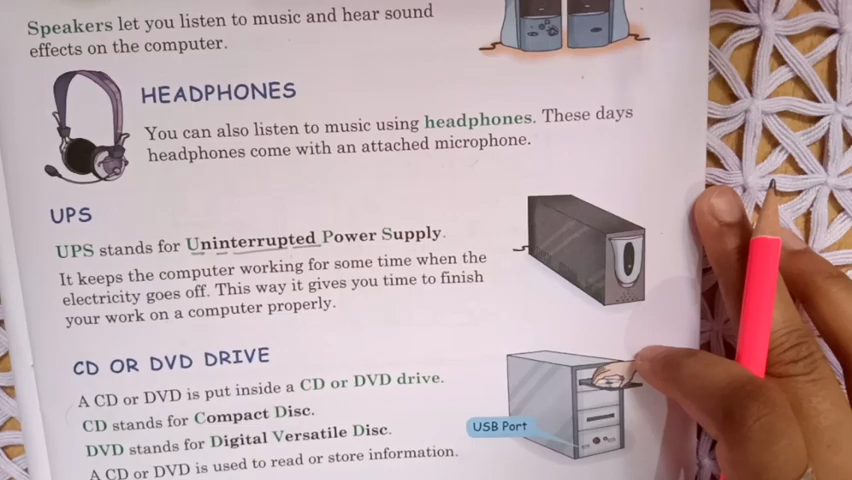 Speakers let you listen to music and hear sound
effects on the computer.
HEADPHONES
You can also listen to music using headphones. These days
headphones come with an attached microphone.
UPS
UPS stands for Uninterrupted Power Supply.
It keeps the computer working for some time when the
electricity goes off. This way it gives you time to finish
your work on a computer properly.
CD OR DVD DRIVE
A CD or DVD is put inside a CD or DVD drive.
CD stands for Compact Disc.
DVD stands for Digital Versatile Disc.
USB Port
A CD or DVD is used to read or store information.